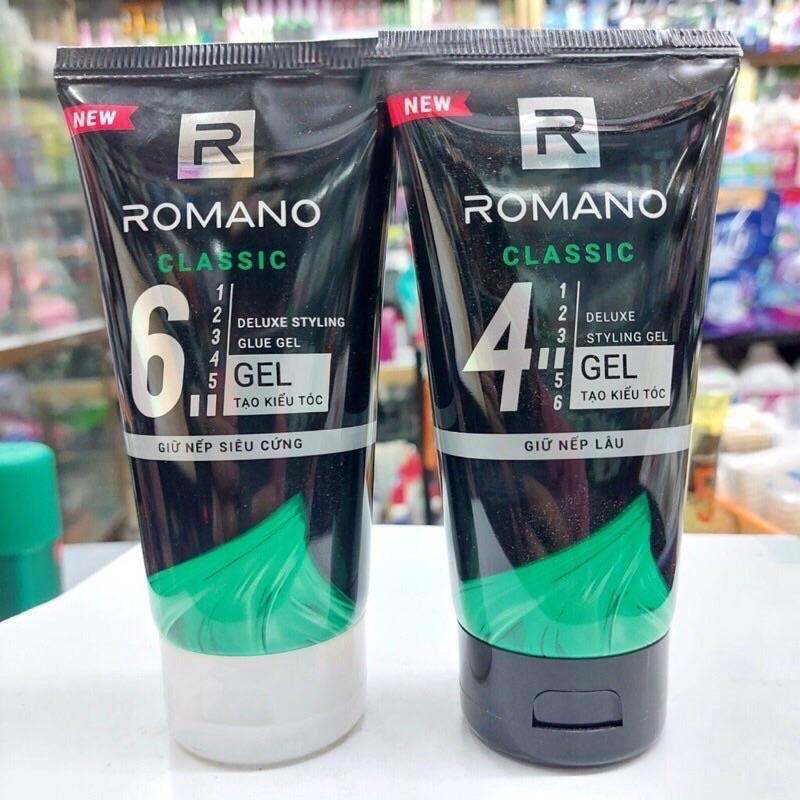 NEW
R
ROMANO
CLASSIC
6
1
2
3
4
5
DELUXE STYLING
GLUE GEL
GEL
TẠO KIỂU TÓC
GIỮ NẾP SIÊU CỨNG
NEW
R
ROMANO
CLASSIC
4
1
2
3
5
6
DELUXE
STYLING GEL
GEL
TẠO KIỂU TÓC
GIỮ NẾP LÂU